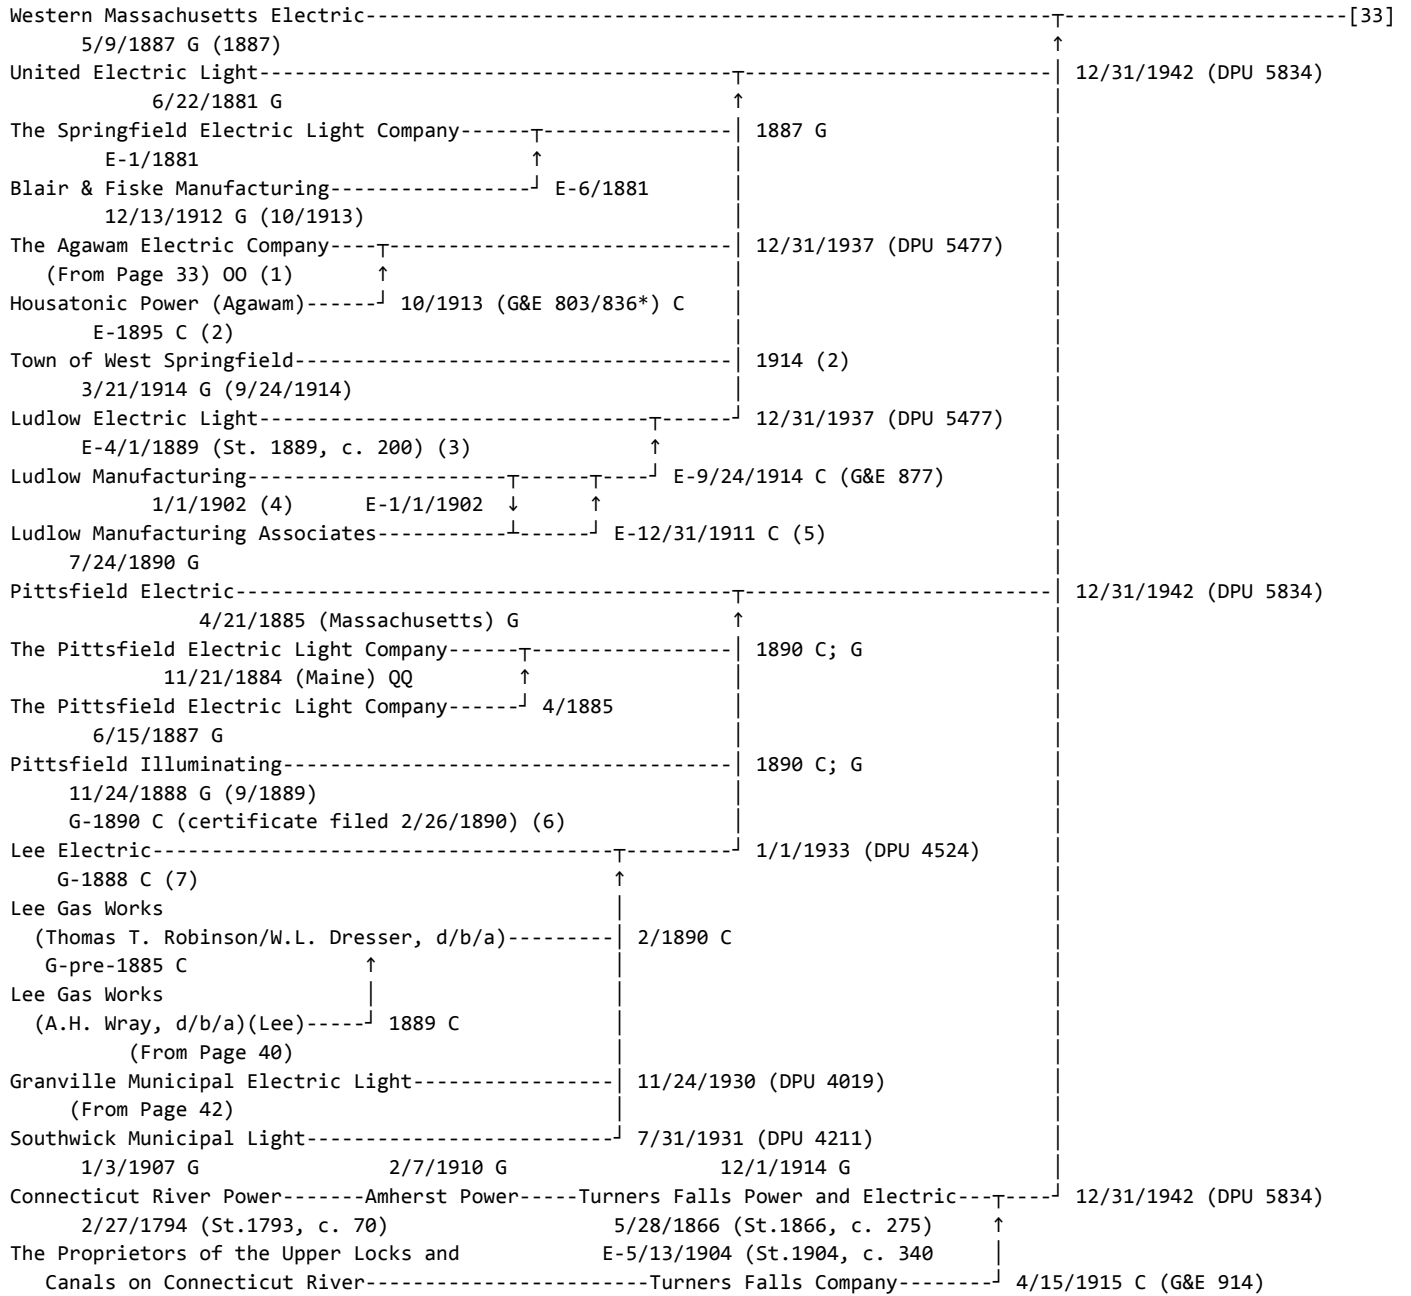 Western Massachusetts Electric----------------------------------------------------------┬------------------------[33]
5/9/1887 G (1887) ↑
United Electric Light----------------------------------------┬--------------------------│ 12/31/1942 (DPU 5834)
6/22/1881 G ↑ │
The Springfield Electric Light Company------┬----------------│ 1887 G │
E-1/1881 ↑ │ │
Blair & Fiske Manufacturing-----------------┘ E-6/1881 │ │
12/13/1912 G (10/1913) │ │
The Agawam Electric Company----┬-----------------------------│ 12/31/1937 (DPU 5477) │
(From Page 33) OO (1) ↑ │ │
Housatonic Power (Agawam)------┘ 10/1913 (G&E 803/836*) C │ │
E-1895 C (2) │ │
Town of West Springfield-------------------------------------│ 1914 (2) │
3/21/1914 G (9/24/1914) │ │
Ludlow Electric Light---------------------------------┬------┘ 12/31/1937 (DPU 5477) │
E-4/1/1889 (St. 1889, c. 200) (3) ↑ │
Ludlow Manufacturing----------------------┬------┬----┘ E-9/24/1914 C (G&E 877) │
1/1/1902 (4) E-1/1/1902 ↓ ↑ │
Ludlow Manufacturing Associates-----------┴------┘ E-12/31/1911 C (5) │
7/24/1890 G │
Pittsfield Electric------------------------------------------┬--------------------------│ 12/31/1942 (DPU 5834)
4/21/1885 (Massachusetts) G ↑ │
The Pittsfield Electric Light Company------┬-----------------│ 1890 C; G │
11/21/1884 (Maine) QQ ↑ │ │
The Pittsfield Electric Light Company------┘ 4/1885 │ │
6/15/1887 G │ │
Pittsfield Illuminating--------------------------------------│ 1890 C; G │
11/24/1888 G (9/1889) │ │
G-1890 C (certificate filed 2/26/1890) (6) │ │
Lee Electric---------------------------------------┬---------┘ 1/1/1933 (DPU 4524) │
G-1888 C (7) ↑ │
Lee Gas Works │ │
(Thomas T. Robinson/W.L. Dresser, d/b/a)---------│ 2/1890 C │
G-pre-1885 C ↑ │ │
Lee Gas Works │ │ │
(A.H. Wray, d/b/a)(Lee)-----┘ 1889 C │ │
(From Page 40) │ │
Granville Municipal Electric Light-----------------│ 11/24/1930 (DPU 4019) │
(From Page 42) │ │
Southwick Municipal Light--------------------------┘ 7/31/1931 (DPU 4211) │
1/3/1907 G 2/7/1910 G 12/1/1914 G │
Connecticut River Power-------Amherst Power-----Turners Falls Power and Electric---┬----┘ 12/31/1942 (DPU 5834)
2/27/1794 (St.1793, c. 70) 5/28/1866 (St.1866, c. 275) ↑
The Proprietors of the Upper Locks and E-5/13/1904 (St.1904, c. 340 │
Canals on Connecticut River------------------------Turners Falls Company--------┘ 4/15/1915 C (G&E 914)